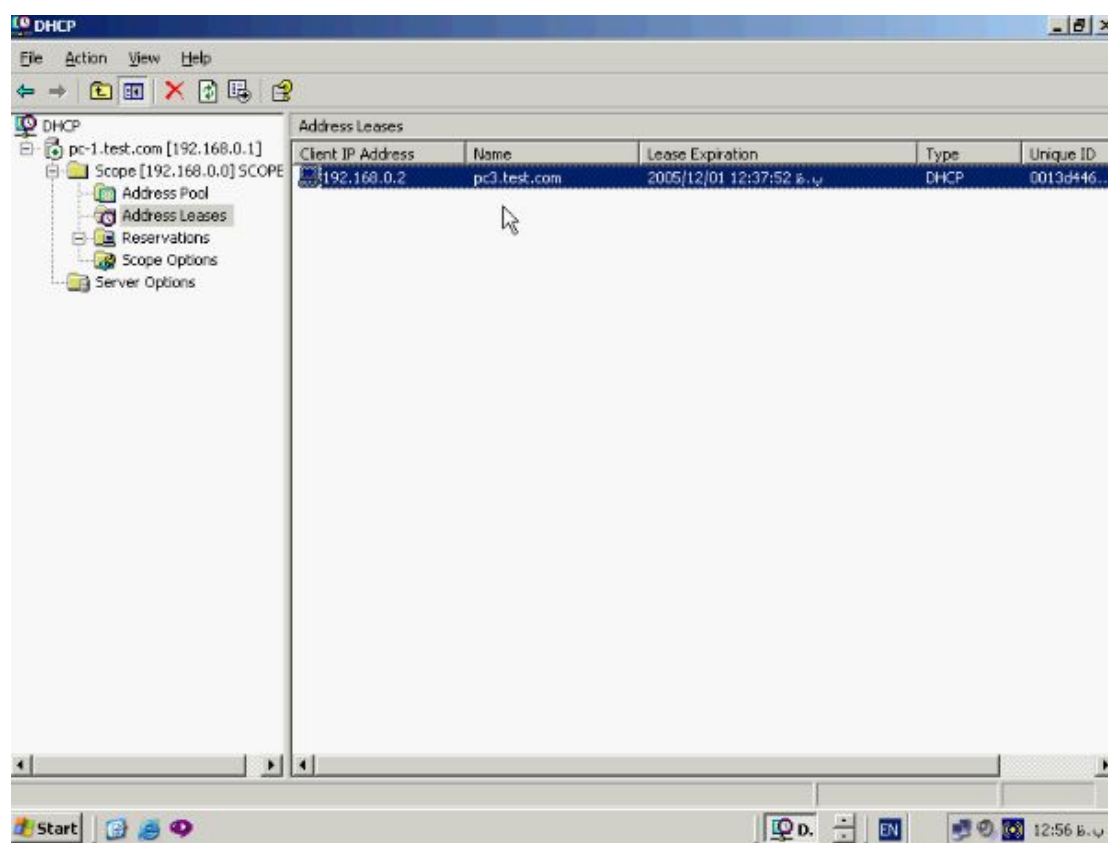 DHCP
File Action View Help
DHCP
pc-1.test.com [192.168.0.1]
Scope [192.168.0.0] SCOPE
Address Pool
Address Leases
Reservations
Scope Options
Server Options
Address Leases
Client IP Address Name Lease Expiration Type Unique ID
192.168.0.2 pc3.test.com 2005/12/01 12:37:52 ب.ظ DHCP 0013d446...
Start D. EN 12:56 ب.ظ